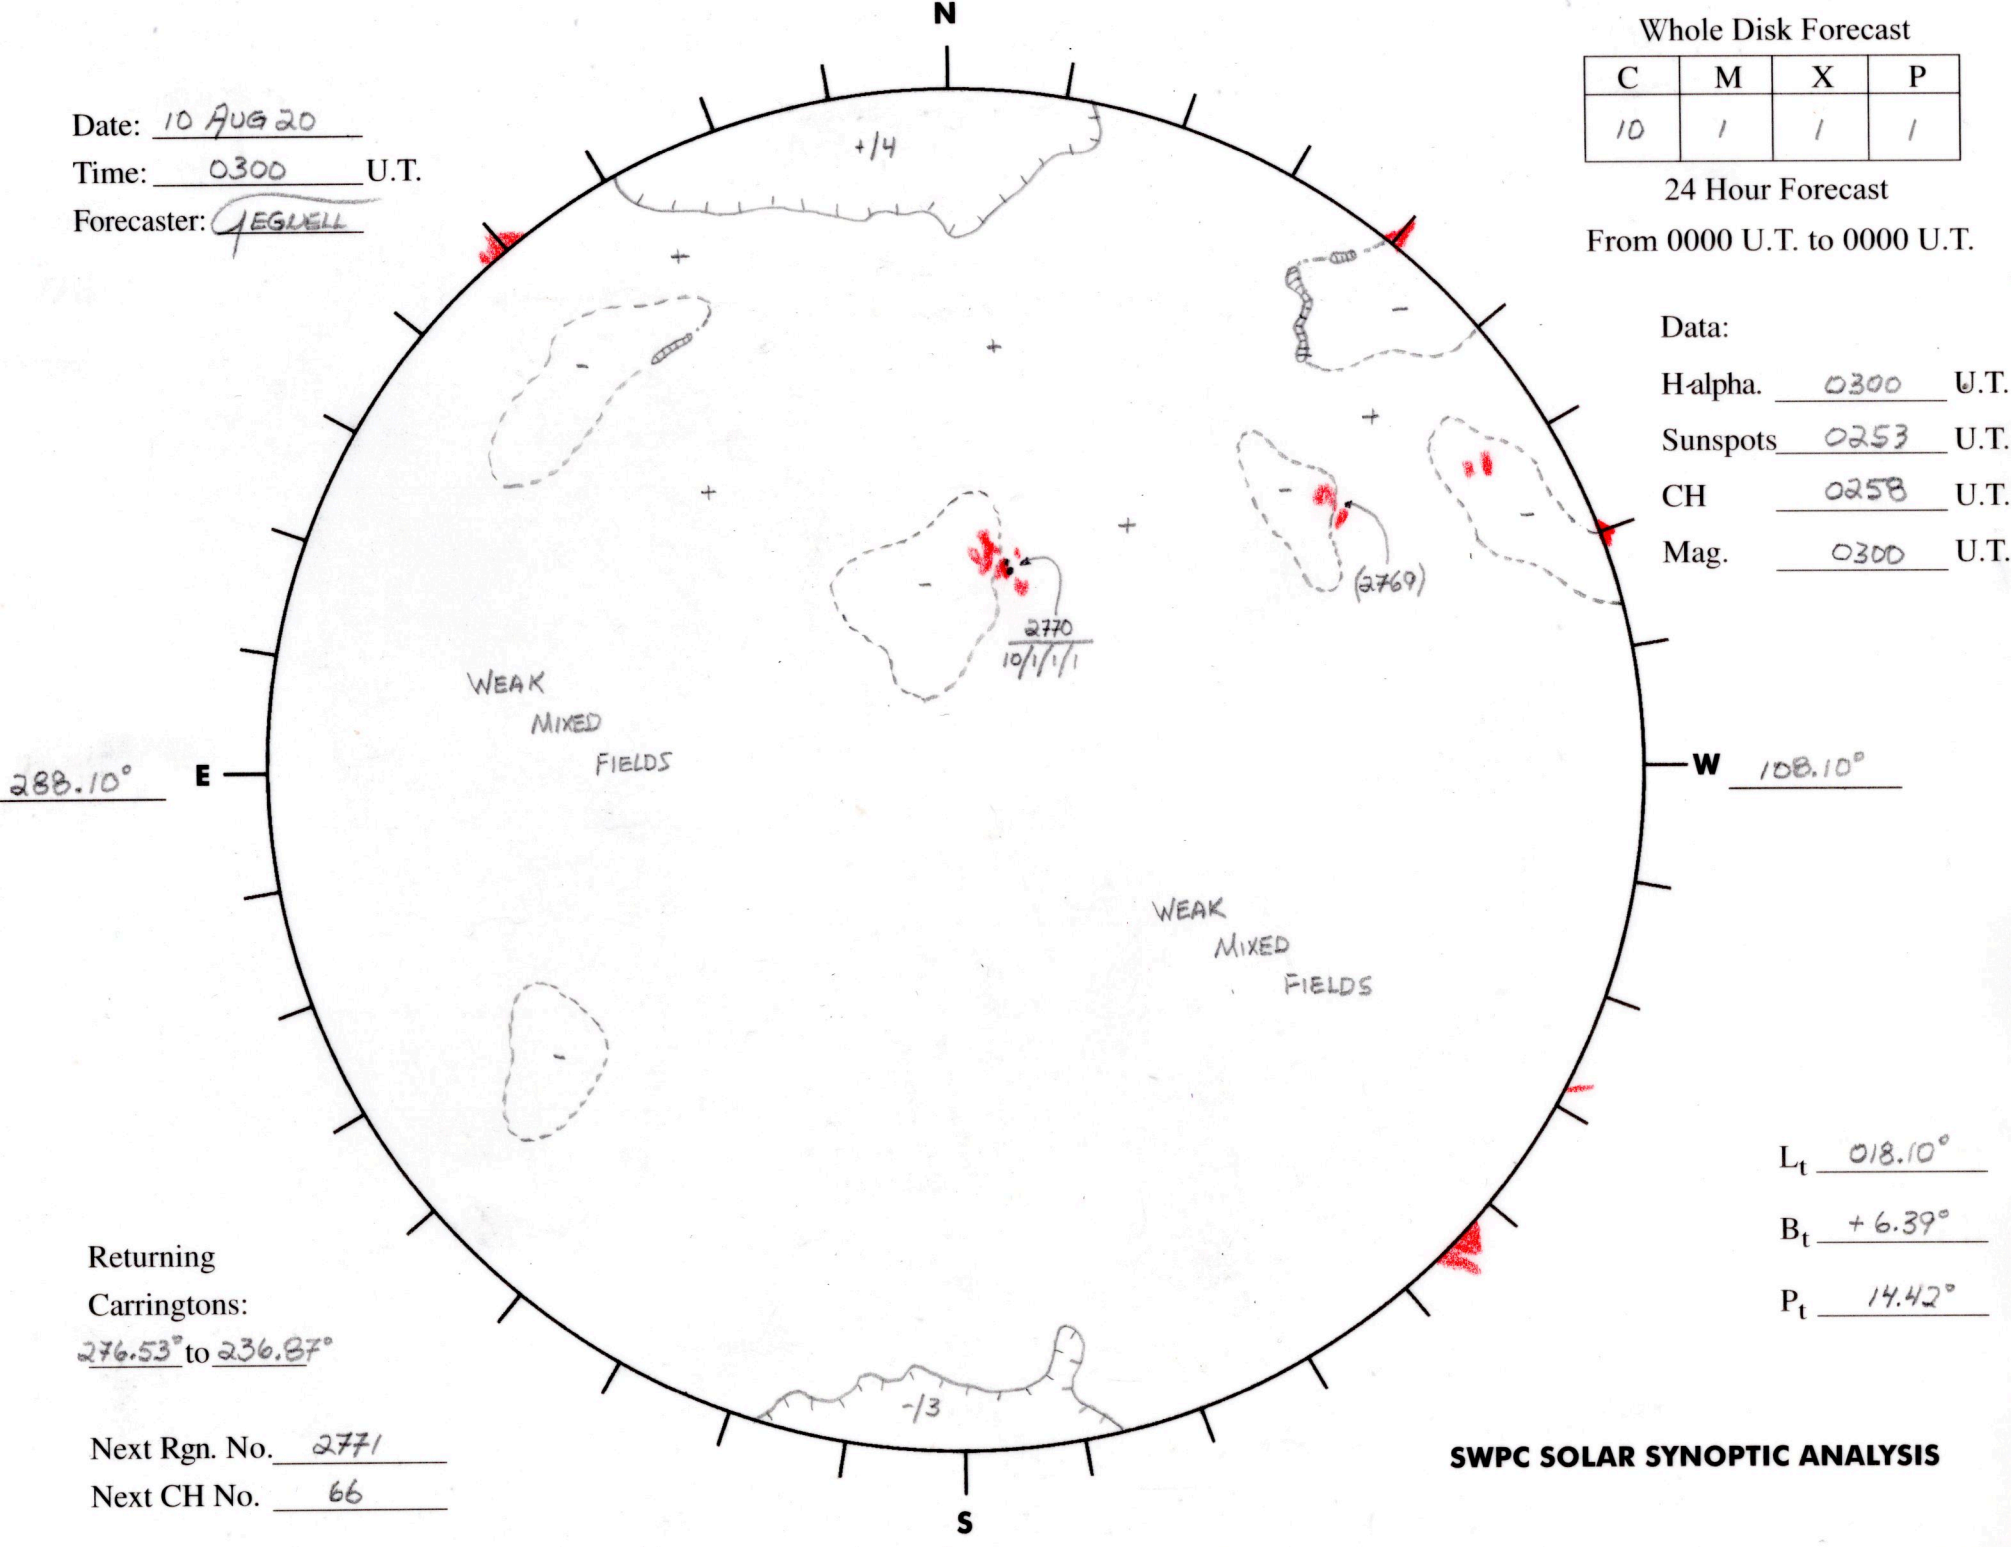 N
Whole Disk Forecast
C M X P
10 1 1 1
24 Hour Forecast
From 0000 U.T. to 0000 U.T.
Date: 10 AUG 20
Time: 0300 U.T.
Forecaster:
+/4
+
-
+
-
+
+
+
-
-
-
-
Data:
H-alpha. 0300 U.T.
Sunspots 0253 U.T.
CH 0258 U.T.
Mag. 0300 U.T.
(2769)
2770
10/1/1/1
WEAK
MIXED
FIELDS
288.10° E
W 108.10°
WEAK
MIXED
FIELDS
-
Lt 018.10°
Bt +6.39°
Pt 14.42°
Returning
Carringtons:
276.53° to 236.87°
-/3
Next Rgn. No. 2771
Next CH No. 66
SWPC SOLAR SYNOPTIC ANALYSIS
S